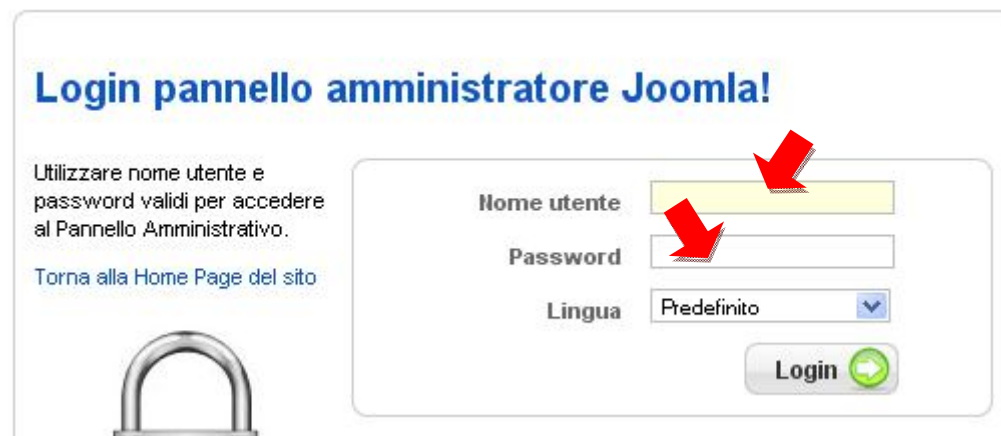 Login pannello amministratore Joomla!
Utilizzare nome utente e
password validi per accedere
al Pannello Amministrativo.
Torna alla Home Page del sito
Nome utente
Password
Lingua
Predefinito
Login